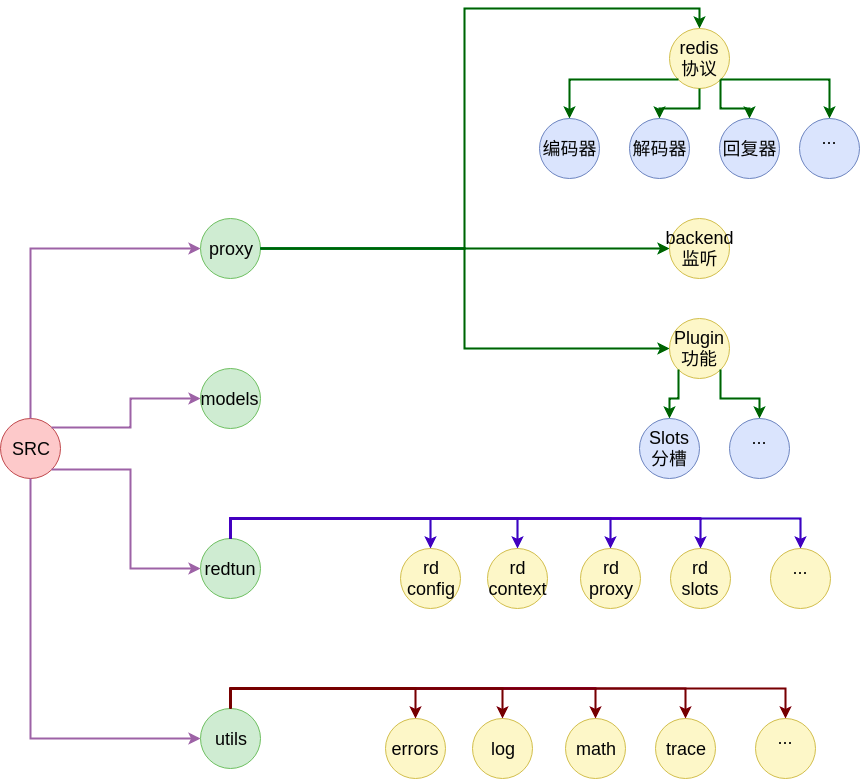 redis
协议
编码器
解码器
回复器
...
proxy
backend
监听
Plugin
功能
models
SRC
Slots
分槽
...
redtun
rd
config
rd
context
rd
proxy
rd
slots
...
utils
errors
log
math
trace
...